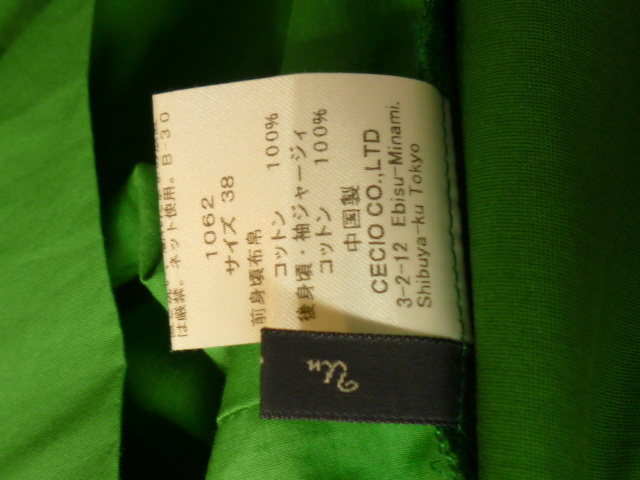 は厳禁。ネット使用。B-30
1062
サイズ 38
前身頃布帛
コットン 100%
後身頃・袖ジャージィ
コットン 100%
中国製
CECIO CO.,LTD
3-2-12 Ebisu-Minami.
Shibuya-ku Tokyo